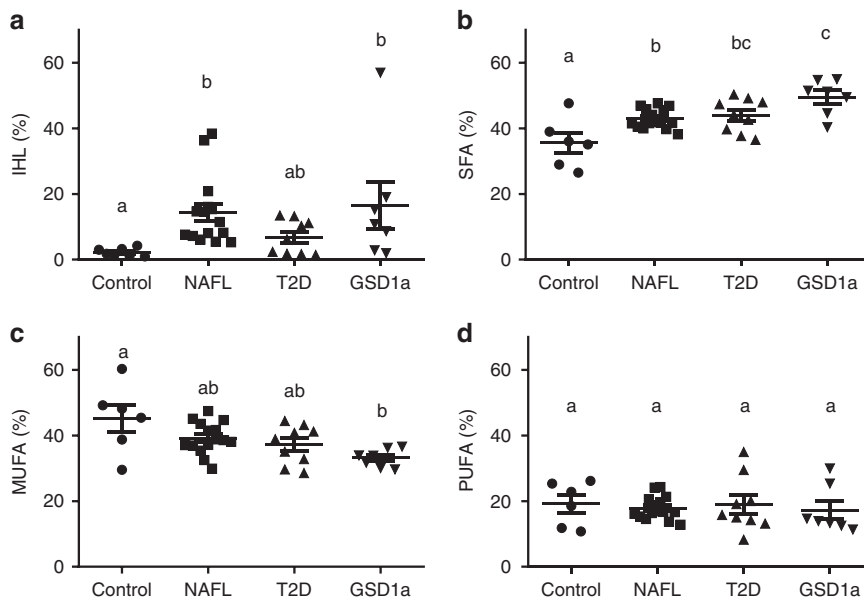 a
60
40
20
0
IHL (%)
a
b
ab
b
Control
NAFL
T2D
GSD1a
b
60
40
20
0
SFA (%)
a
b
bc
c
Control
NAFL
T2D
GSD1a
c
60
40
20
0
MUFA (%)
a
ab
ab
b
Control
NAFL
T2D
GSD1a
d
60
40
20
0
PUFA (%)
a
a
a
a
Control
NAFL
T2D
GSD1a